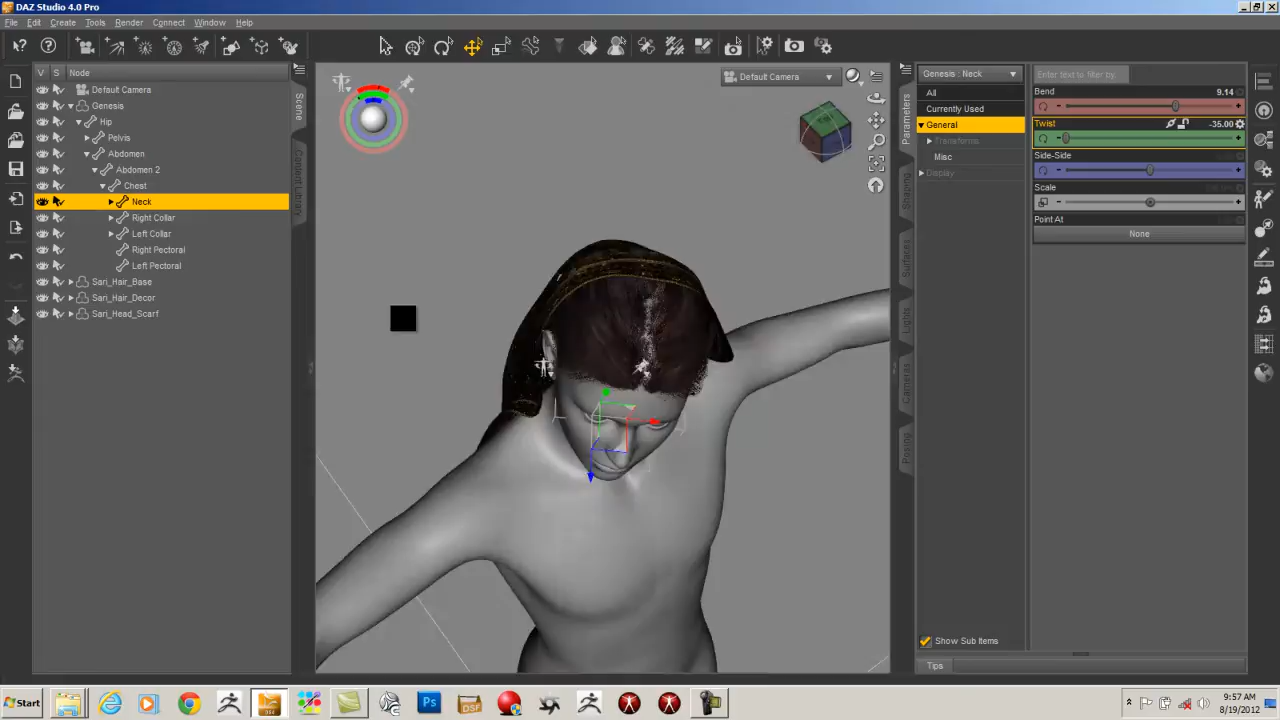 DAZ Studio 4.0 Pro
File Edit Create Tools Render Connect Window Help
V S Node
Default Camera
Genesis
Hip
Pelvis
Abdomen
Abdomen 2
Chest
Neck
Right Collar
Left Collar
Right Pectoral
Left Pectoral
Sari_Hair_Base
Sari_Hair_Decor
Sari_Head_Scarf
Scene
Content Library
Default Camera
Parameters
Shaping
Surfaces
Lights
Cameras
Posing
Genesis : Neck
All
Currently Used
General
Transforms
Misc
Display
Show Sub Items
Tips
Enter text to filter by...
Bend 9.14
Twist -35.00
Side-Side
Scale
Point At
None
Start
Ps
DSF
9:57 AM
8/19/2012